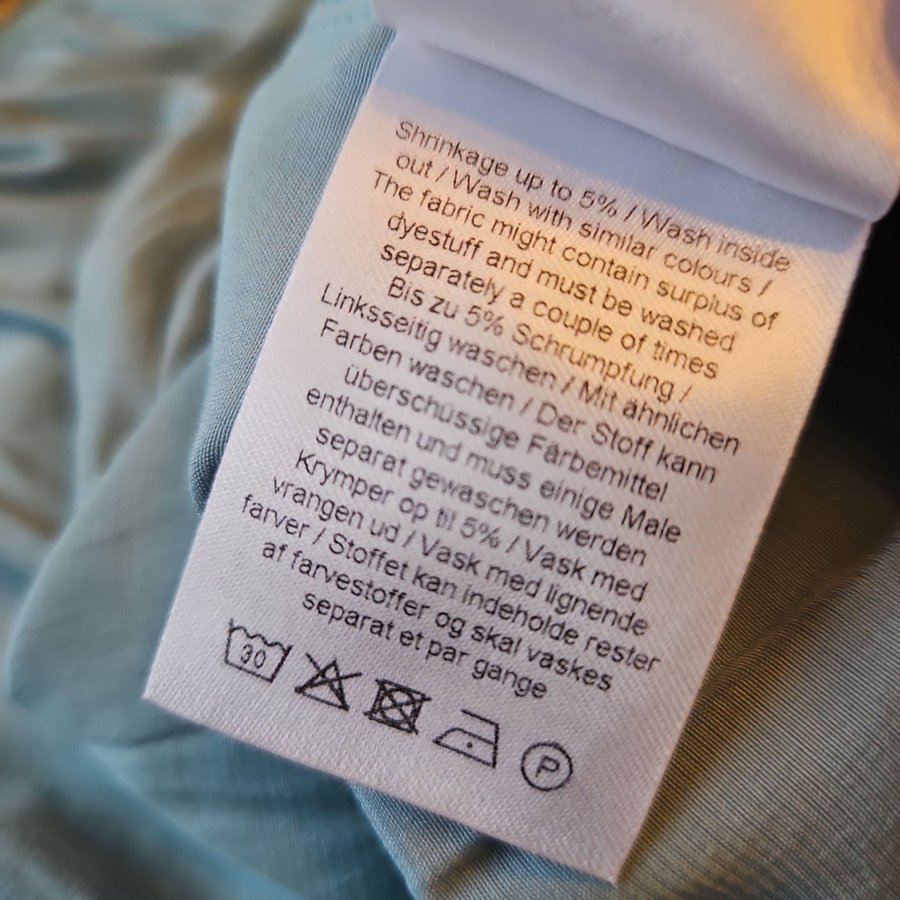 Shrinkage up to 5% / Wash inside
out / Wash with similar colours /
The fabric might contain surplus of
dyestuff and must be washed
separately a couple of times
Bis zu 5% Schrumpfung /
Linksseitig waschen / Mit ähnlichen
Farben waschen / Der Stoff kann
überschüssige Färbemittel
enthalten und muss einige Male
separat gewaschen werden
Krymper op til 5% / Vask med
vrangen ud / Vask med lignende
farver / Stoffet kan indeholde rester
af farvestoffer og skal vaskes
separat et par gange
30
P